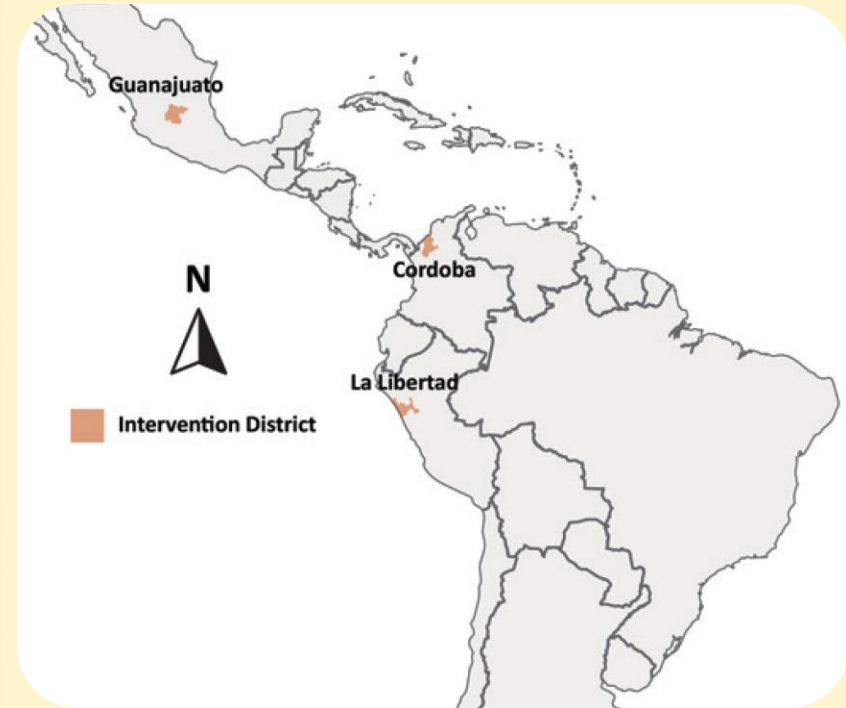 Guanajuato
Cordoba
N
La Libertad
Intervention District